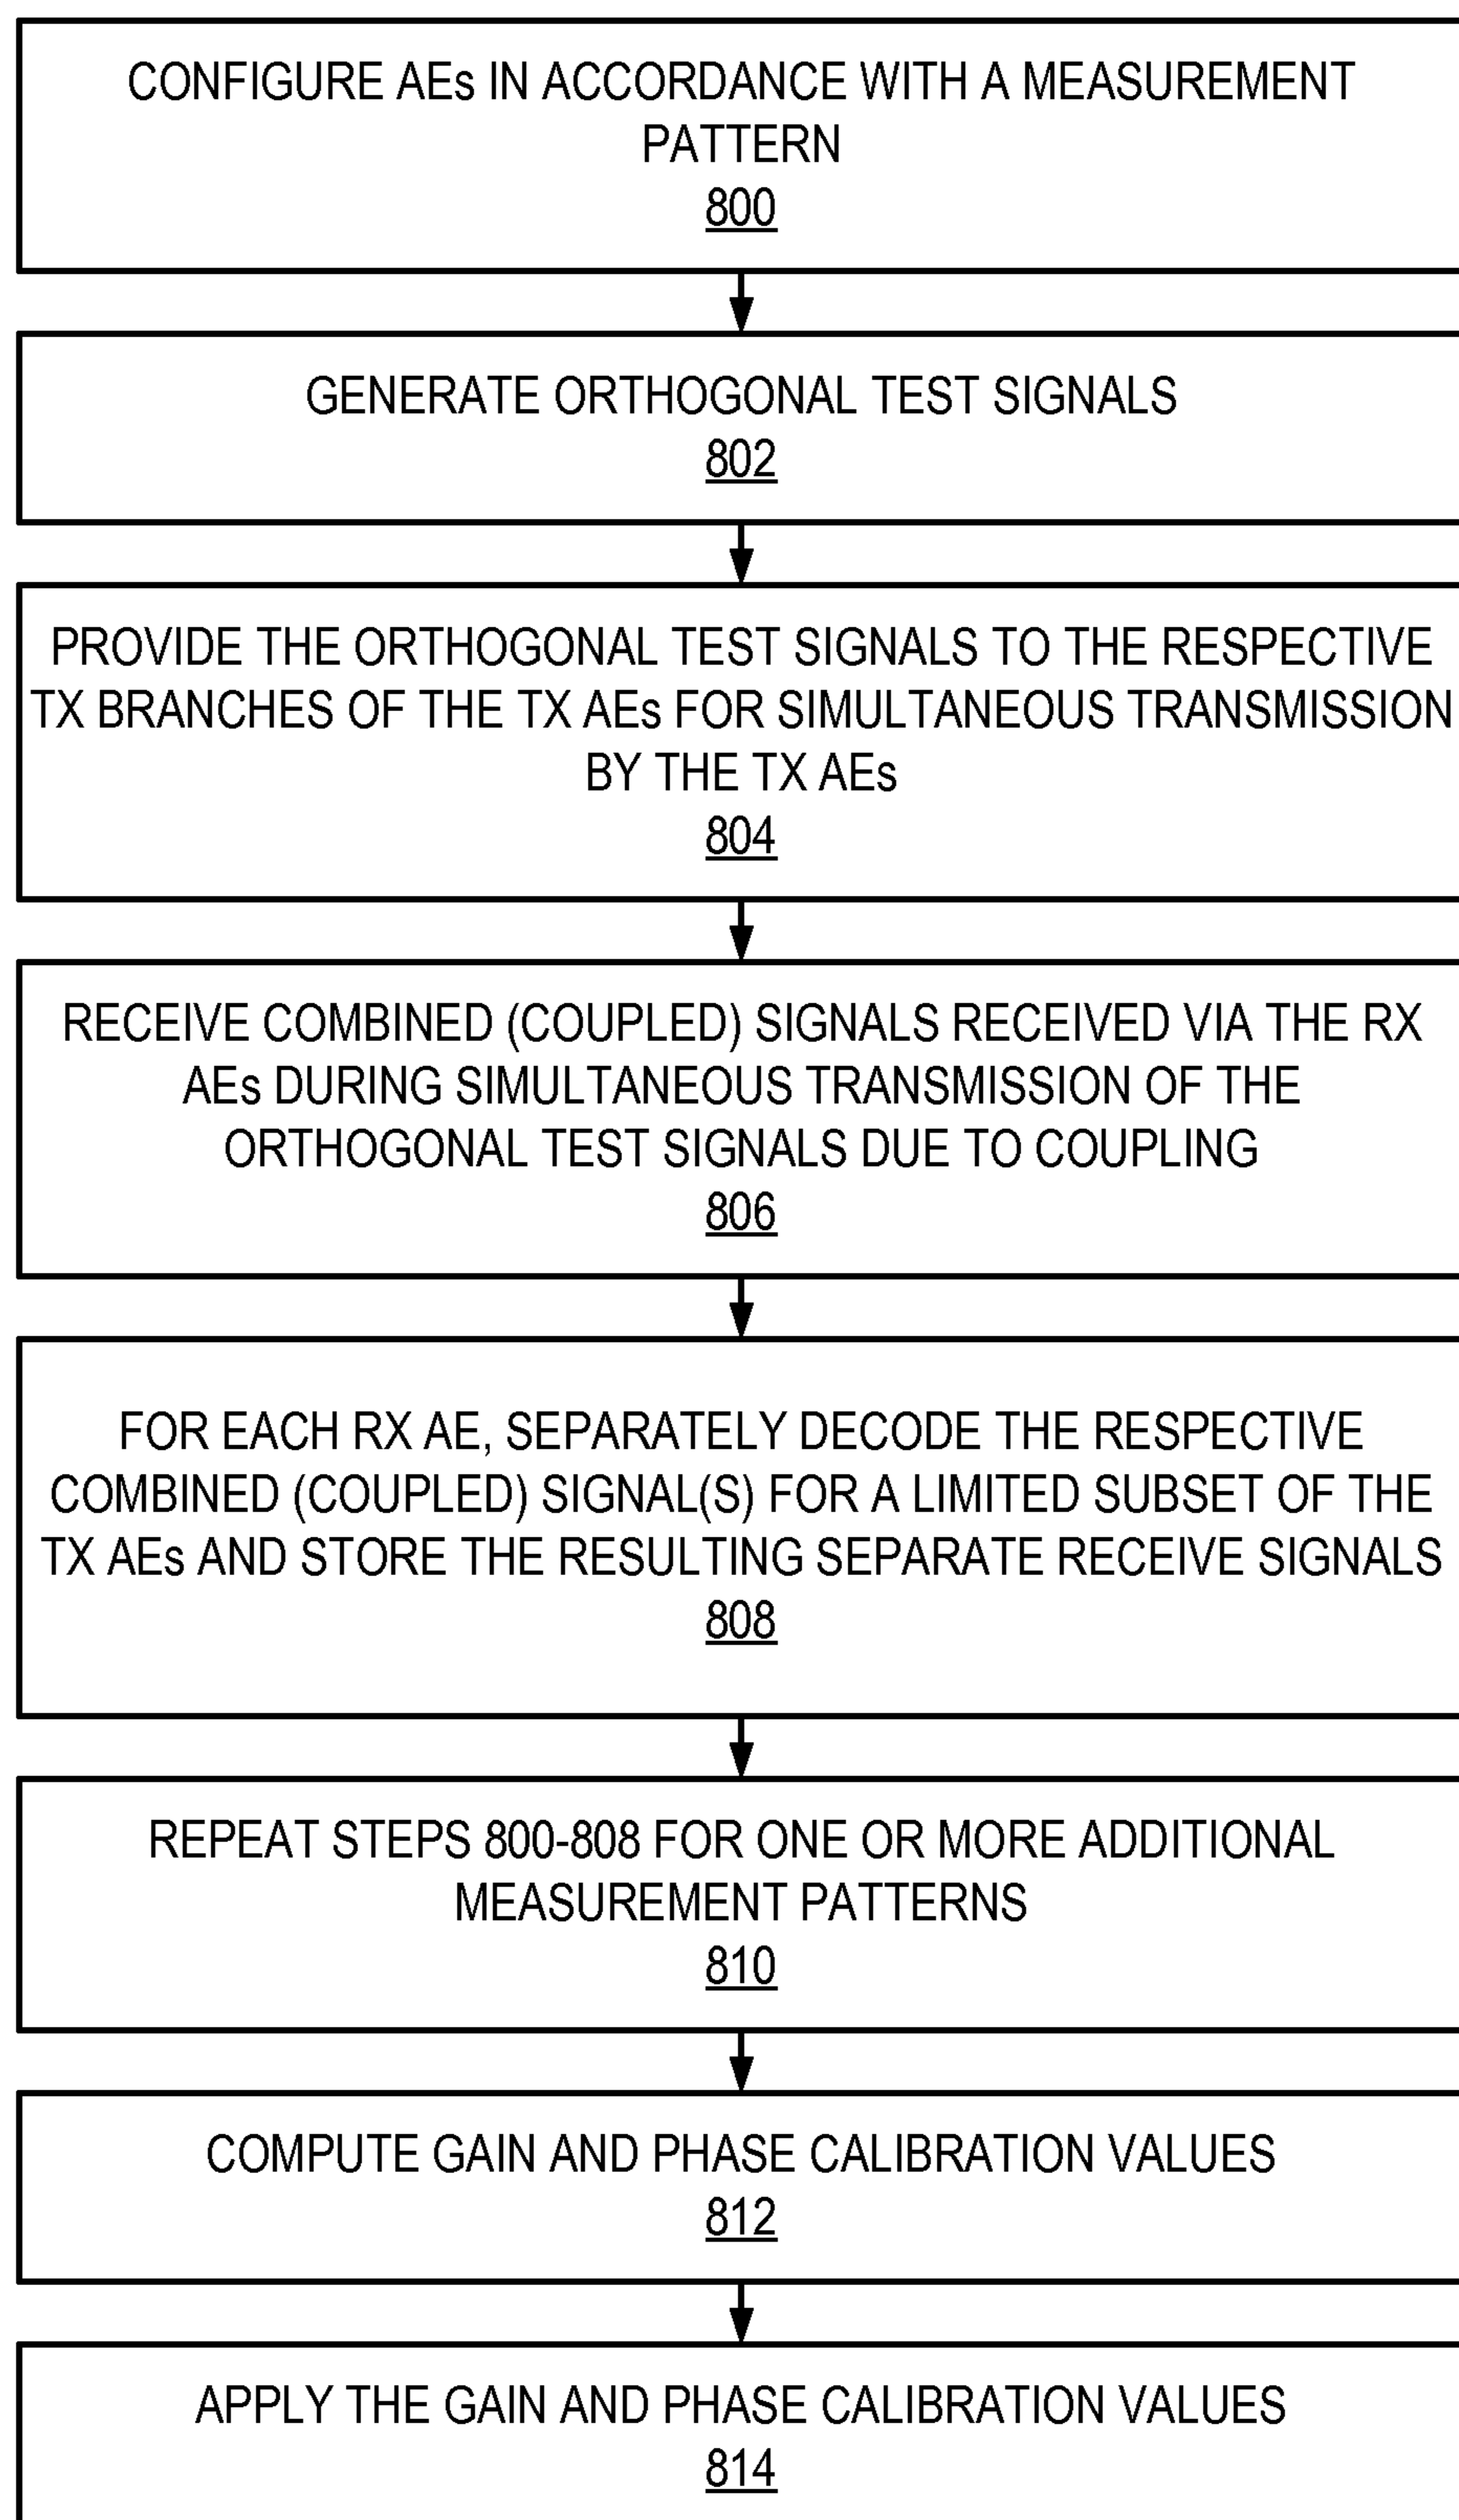 CONFIGURE AEs IN ACCORDANCE WITH A MEASUREMENT
PATTERN
800
GENERATE ORTHOGONAL TEST SIGNALS
802
PROVIDE THE ORTHOGONAL TEST SIGNALS TO THE RESPECTIVE
TX BRANCHES OF THE TX AEs FOR SIMULTANEOUS TRANSMISSION
BY THE TX AEs
804
RECEIVE COMBINED (COUPLED) SIGNALS RECEIVED VIA THE RX
AEs DURING SIMULTANEOUS TRANSMISSION OF THE
ORTHOGONAL TEST SIGNALS DUE TO COUPLING
806
FOR EACH RX AE, SEPARATELY DECODE THE RESPECTIVE
COMBINED (COUPLED) SIGNAL(S) FOR A LIMITED SUBSET OF THE
TX AEs AND STORE THE RESULTING SEPARATE RECEIVE SIGNALS
808
REPEAT STEPS 800-808 FOR ONE OR MORE ADDITIONAL
MEASUREMENT PATTERNS
810
COMPUTE GAIN AND PHASE CALIBRATION VALUES
812
APPLY THE GAIN AND PHASE CALIBRATION VALUES
814